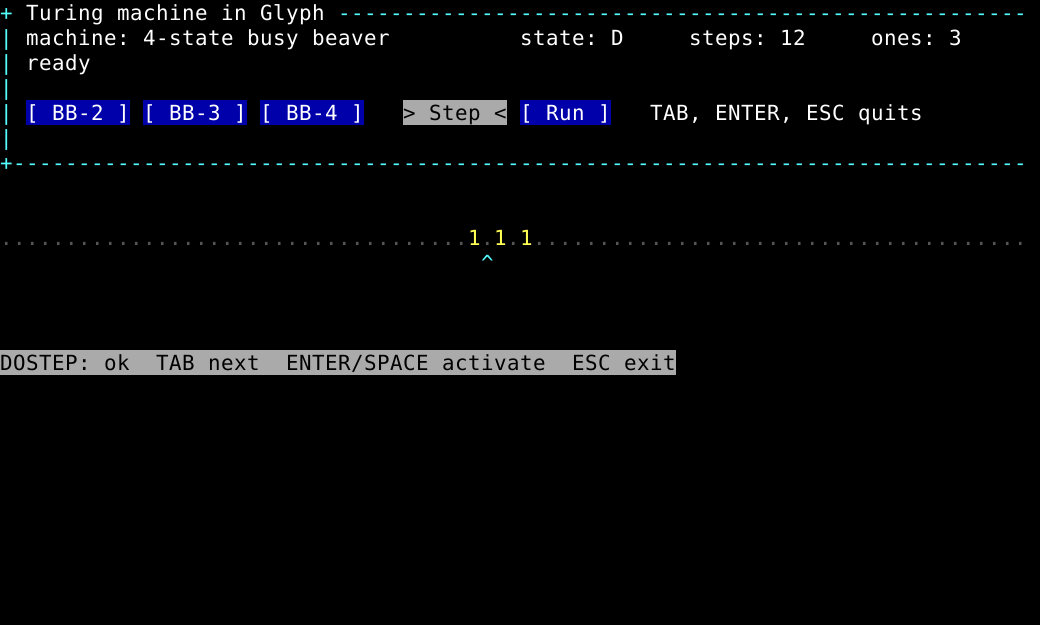 + Turing machine in Glyph -----------------------------------------------------
| machine: 4-state busy beaver          state: D     steps: 12     ones: 3
| ready
|
| [ BB-2 ] [ BB-3 ] [ BB-4 ]   > Step < [ Run ]   TAB, ENTER, ESC quits
|
+------------------------------------------------------------------------------
....................................1.1.1......................................
^
DOSTEP: ok  TAB next  ENTER/SPACE activate  ESC exit